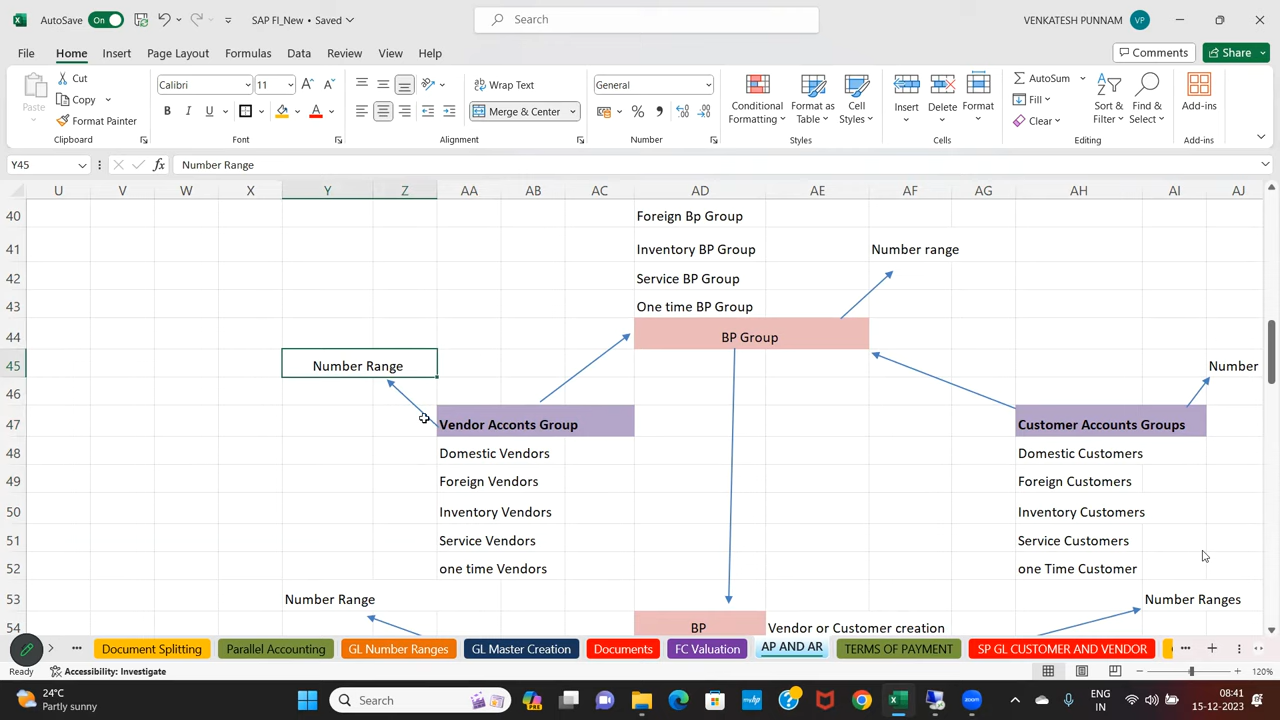 AutoSave On SAP FI_New • Saved Search VENKATESH PUNNAM VP
File Home Insert Page Layout Formulas Data Review View Help Comments Share
Paste Cut Copy Format Painter Clipboard
Calibri 11 B I U A Font
Wrap Text Merge & Center Alignment
General % , Number
Conditional Formatting Format as Table Cell Styles Styles
Insert Delete Format Cells
AutoSum Fill Clear Sort & Filter Find & Select Editing
Add-ins Add-ins
Y45 fx Number Range
U V W X Y Z AA AB AC AD AE AF AG AH AI AJ
40 Foreign Bp Group
41 Inventory BP Group Number range
42 Service BP Group
43 One time BP Group
44 BP Group
45 Number Range Number
46
47 Vendor Acconts Group Customer Accounts Groups
48 Domestic Vendors Domestic Customers
49 Foreign Vendors Foreign Customers
50 Inventory Vendors Inventory Customers
51 Service Vendors Service Customers
52 one time Vendors one Time Customer
53 Number Range Number Ranges
54 BP Vendor or Customer creation
Document Splitting Parallel Accounting GL Number Ranges GL Master Creation Documents FC Valuation AP AND AR TERMS OF PAYMENT SP GL CUSTOMER AND VENDOR
Ready Accessibility: Investigate 120%
24°C Partly sunny Search ENG IN 08:41 15-12-2023